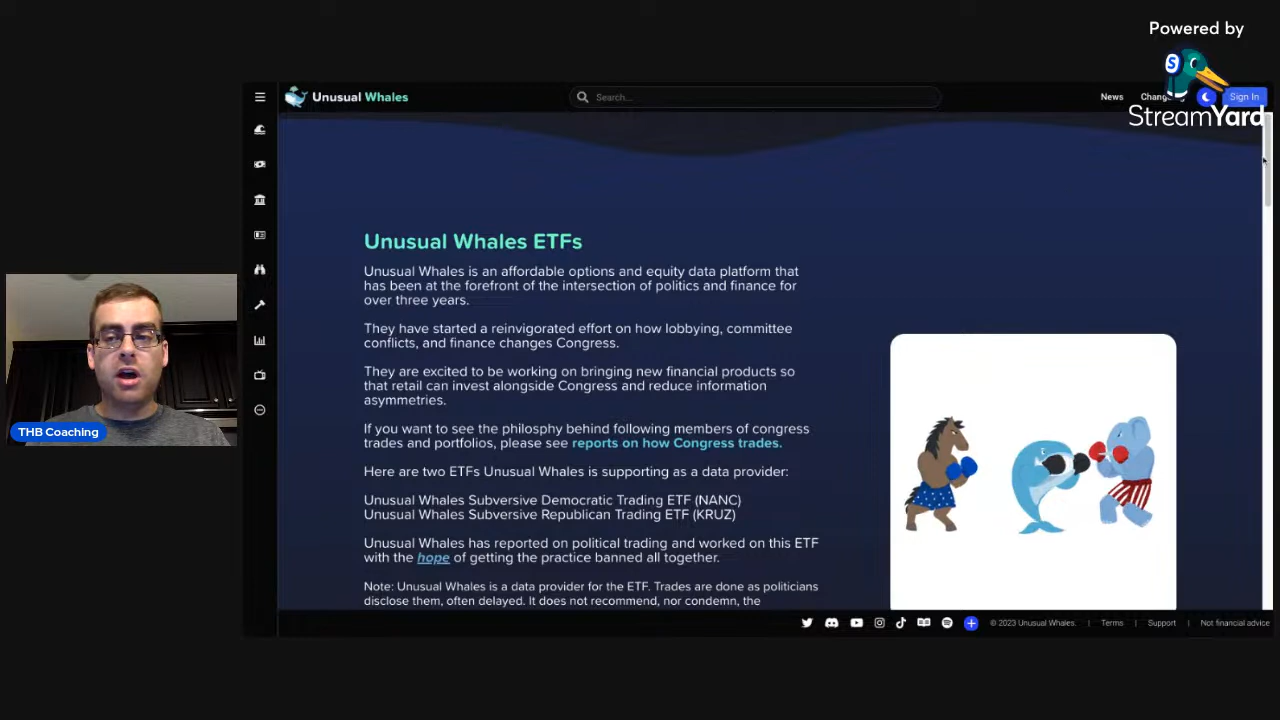 Powered by
StreamYard
Unusual Whales
Search...
News
Sign In
Unusual Whales ETFs
Unusual Whales is an affordable options and equity data platform that
has been at the forefront of the intersection of politics and finance for
over three years.
They have started a reinvigorated effort on how lobbying, committee
conflicts, and finance changes Congress.
They are excited to be working on bringing new financial products so
that retail can invest alongside Congress and reduce information
asymmetries.
If you want to see the philosphy behind following members of congress
trades and portfolios, please see reports on how Congress trades.
Here are two ETFs Unusual Whales is supporting as a data provider:
Unusual Whales Subversive Democratic Trading ETF (NANC)
Unusual Whales Subversive Republican Trading ETF (KRUZ)
Unusual Whales has reported on political trading and worked on this ETF
with the hope of getting the practice banned all together.
Note: Unusual Whales is a data provider for the ETF. Trades are done as politicians
disclose them, often delayed. It does not recommend, nor condemn, the
THB Coaching
© 2023 Unusual Whales. | Terms | Support | Not financial advice